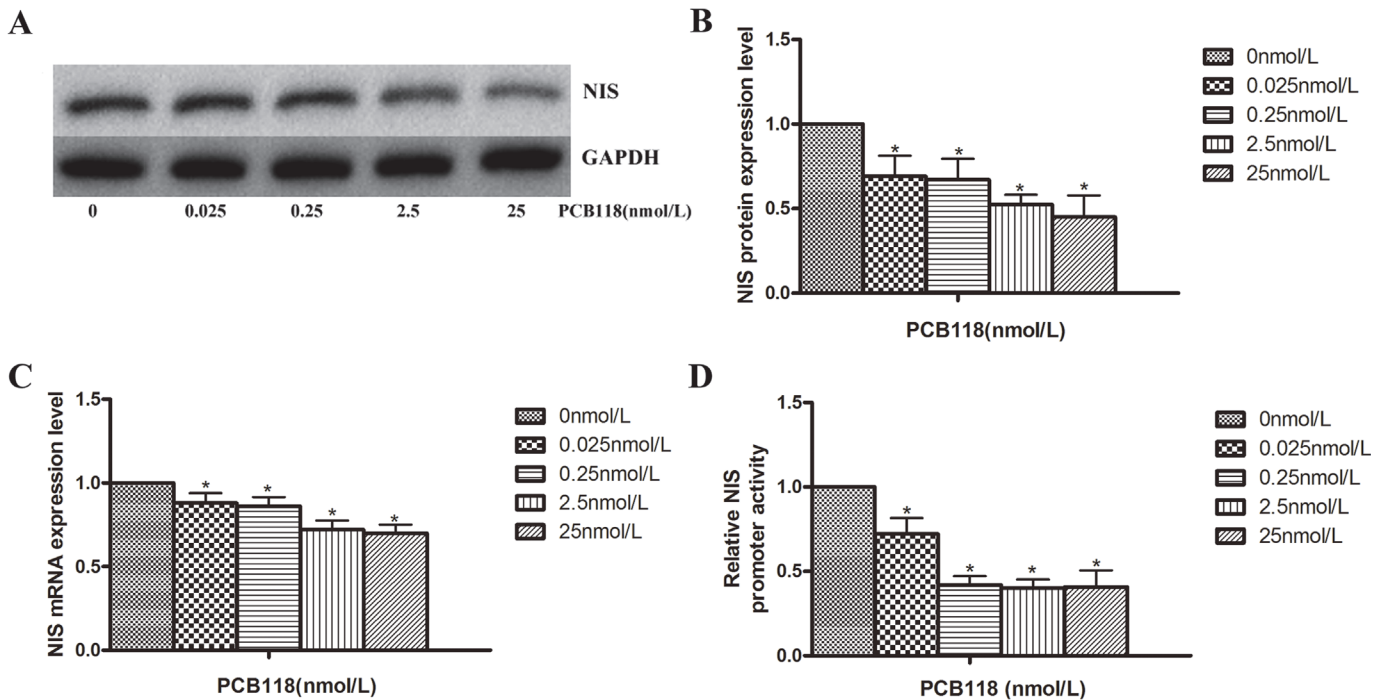 A
NIS
GAPDH
0 0.025 0.25 2.5 25 PCB118(nmol/L)
B
NIS protein expression level
1.5
1.0
0.5
0.0
* * * *
PCB118(nmol/L)
0nmol/L
0.025nmol/L
0.25nmol/L
2.5nmol/L
25nmol/L
C
NIS mRNA expression level
1.5
1.0
0.5
0.0
* * * *
PCB118(nmol/L)
0nmol/L
0.025nmol/L
0.25nmol/L
2.5nmol/L
25nmol/L
D
Relative NIS
promoter activity
1.5
1.0
0.5
0.0
* * * *
PCB118 (nmol/L)
0nmol/L
0.025nmol/L
0.25nmol/L
2.5nmol/L
25nmol/L